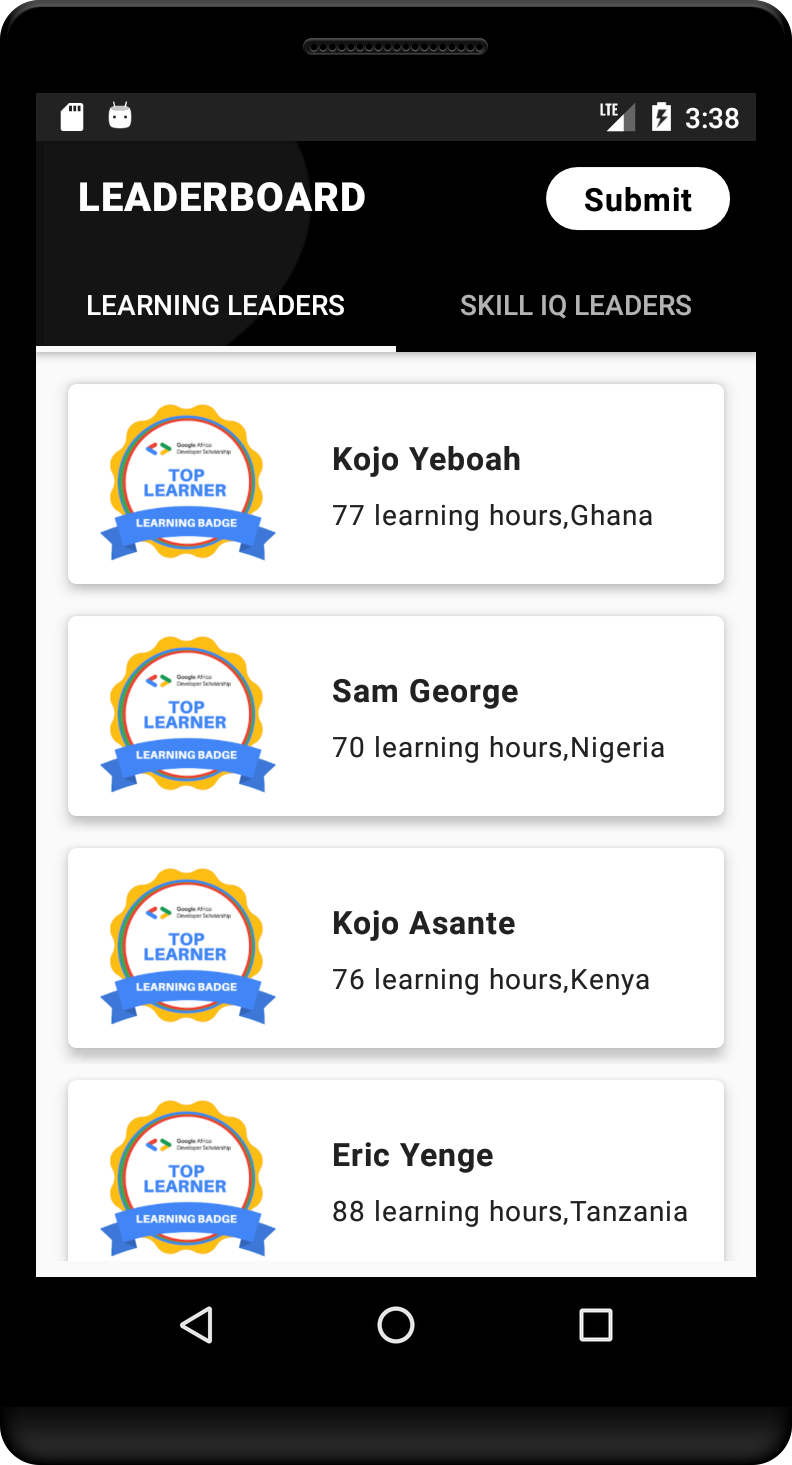 LTE 3:38
LEADERBOARD
Submit
LEARNING LEADERS
SKILL IQ LEADERS
Google Africa
Developer Scholarship
TOP
LEARNER
LEARNING BADGE
Kojo Yeboah
77 learning hours,Ghana
Google Africa
Developer Scholarship
TOP
LEARNER
LEARNING BADGE
Sam George
70 learning hours,Nigeria
Google Africa
Developer Scholarship
TOP
LEARNER
LEARNING BADGE
Kojo Asante
76 learning hours,Kenya
Google Africa
Developer Scholarship
TOP
LEARNER
LEARNING BADGE
Eric Yenge
88 learning hours,Tanzania